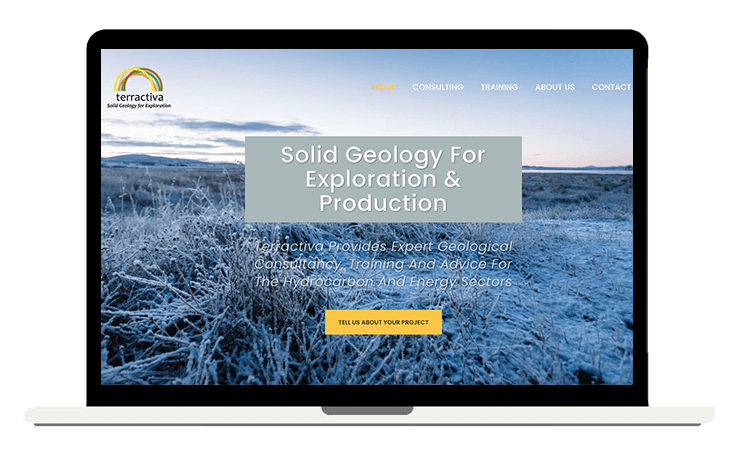 terractiva
Solid Geology for Exploration
HOME
CONSULTING
TRAINING
ABOUT US
CONTACT
Solid Geology For
Exploration &
Production
Terractiva Provides Expert Geological
Consultancy, Training And Advice For
The Hydrocarbon And Energy Sectors
TELL US ABOUT YOUR PROJECT